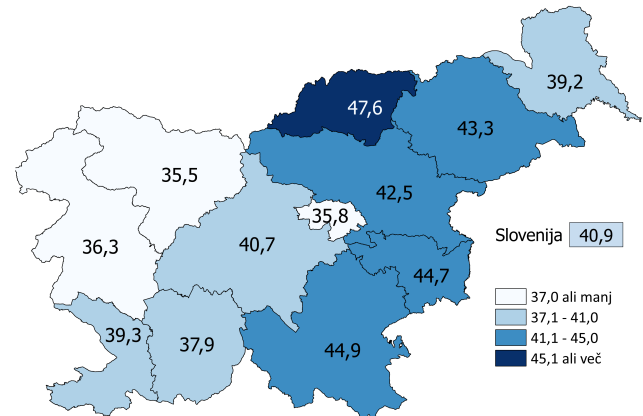 39,2
47,6
43,3
35,5
42,5
35,8
36,3
40,7
Slovenija 40,9
44,7
37,0 ali manj
37,1 - 41,0
39,3
41,1 - 45,0
37,9
44,9
45,1 ali več